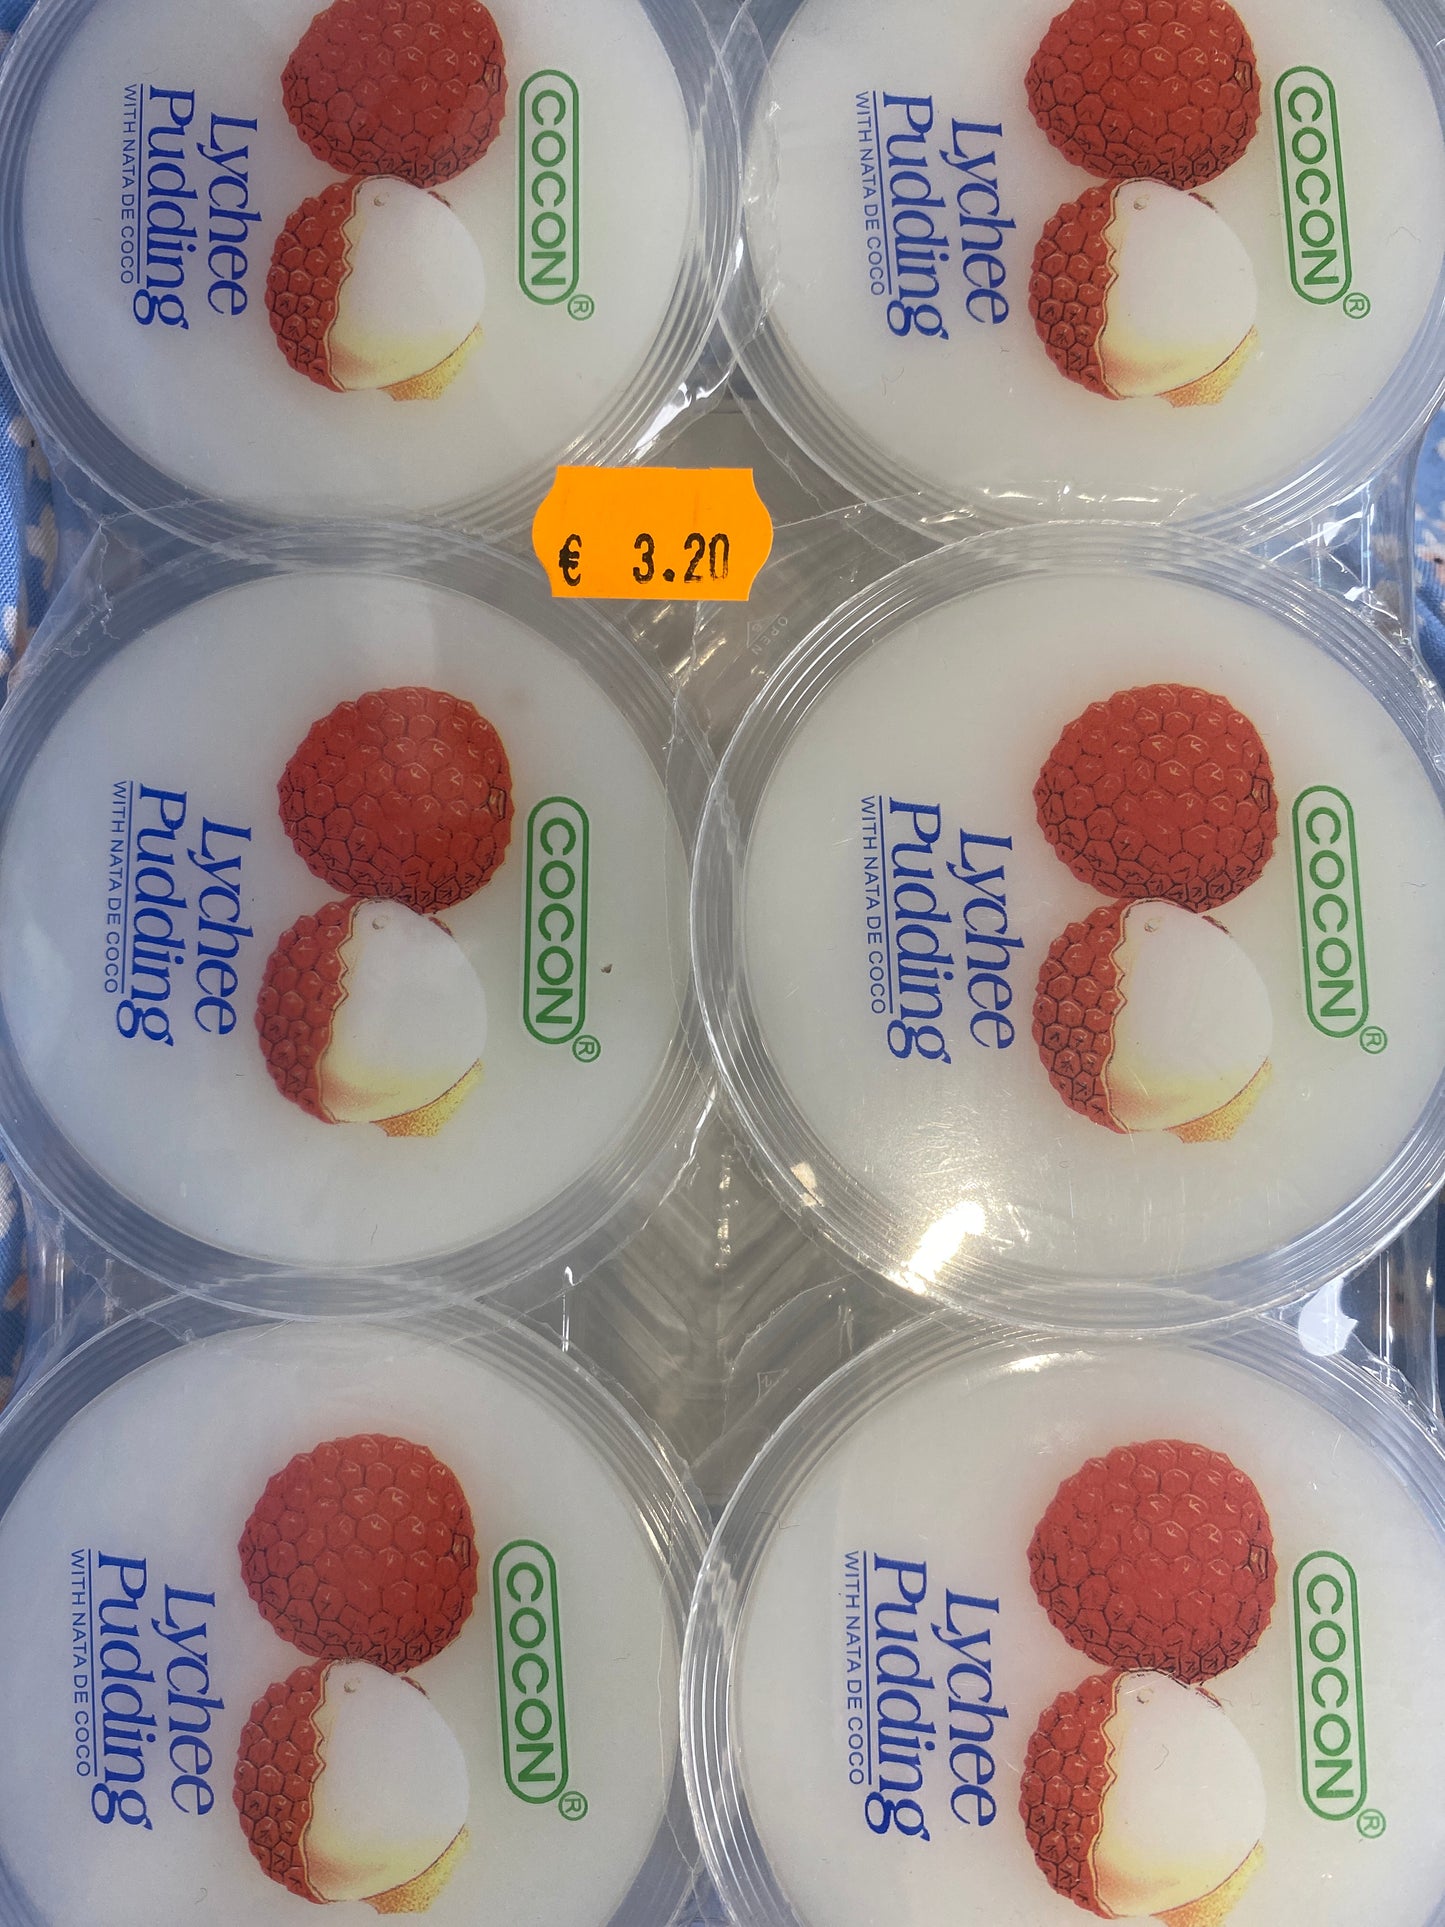 COCON®
Lychee
Pudding
WITH NATA DE COCO
COCON®
Lychee
Pudding
WITH NATA DE COCO
€ 3.20
OPEN
COCON®
Lychee
Pudding
WITH NATA DE COCO
COCON®
Lychee
Pudding
WITH NATA DE COCO
COCON®
Lychee
Pudding
WITH NATA DE COCO
COCON®
Lychee
Pudding
WITH NATA DE COCO